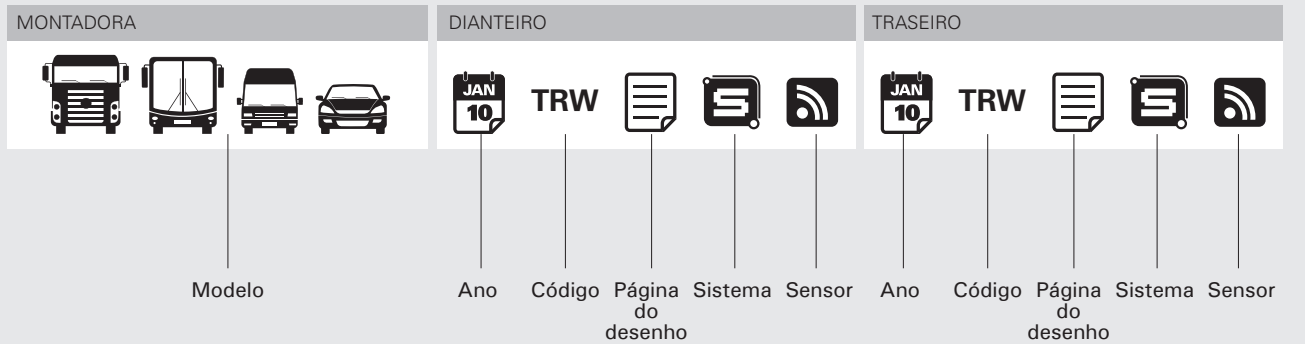 MONTADORA
DIANTEIRO
TRASEIRO
JAN
10
TRW
S
JAN
10
TRW
S
Modelo
Ano
Código
Página
do
desenho
Sistema
Sensor
Ano
Código
Página
do
desenho
Sistema
Sensor